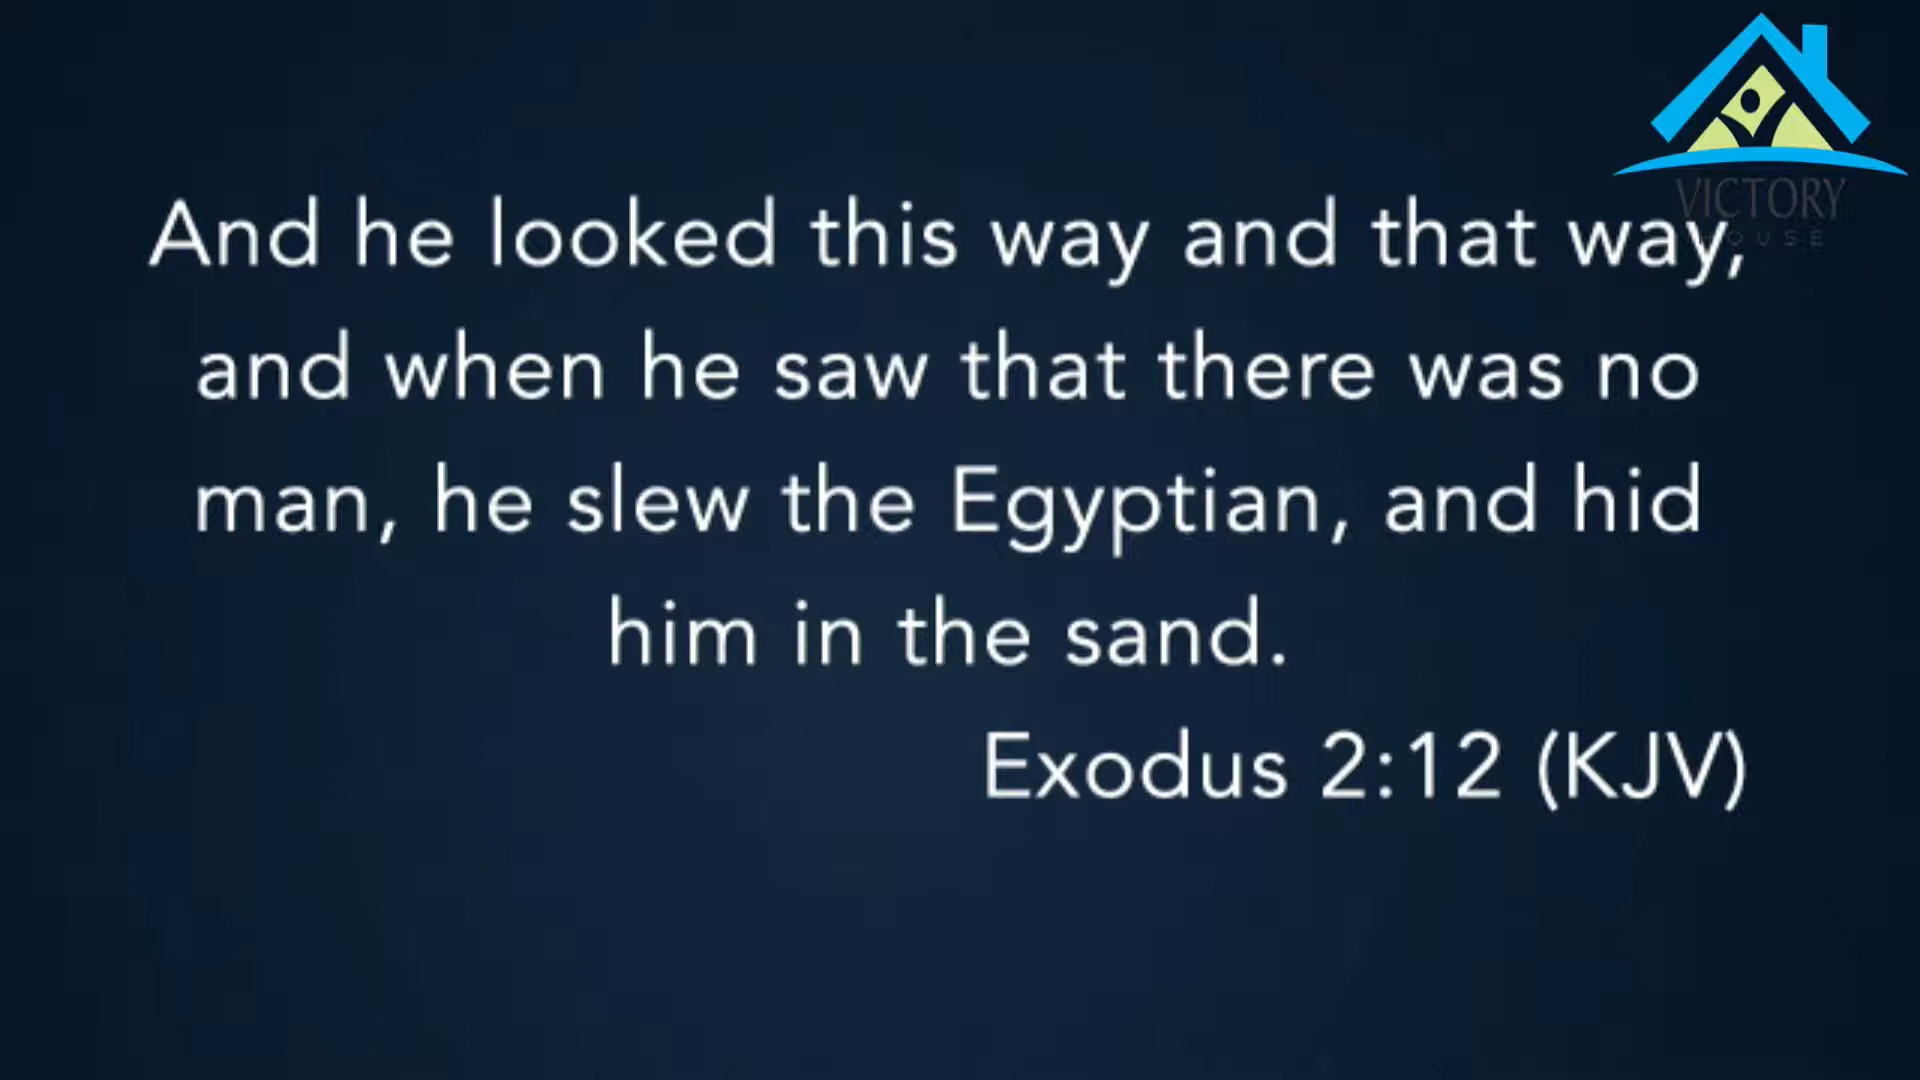 VICTORY
HOUSE
And he looked this way and that way,
and when he saw that there was no
man, he slew the Egyptian, and hid
him in the sand.
Exodus 2:12 (KJV)